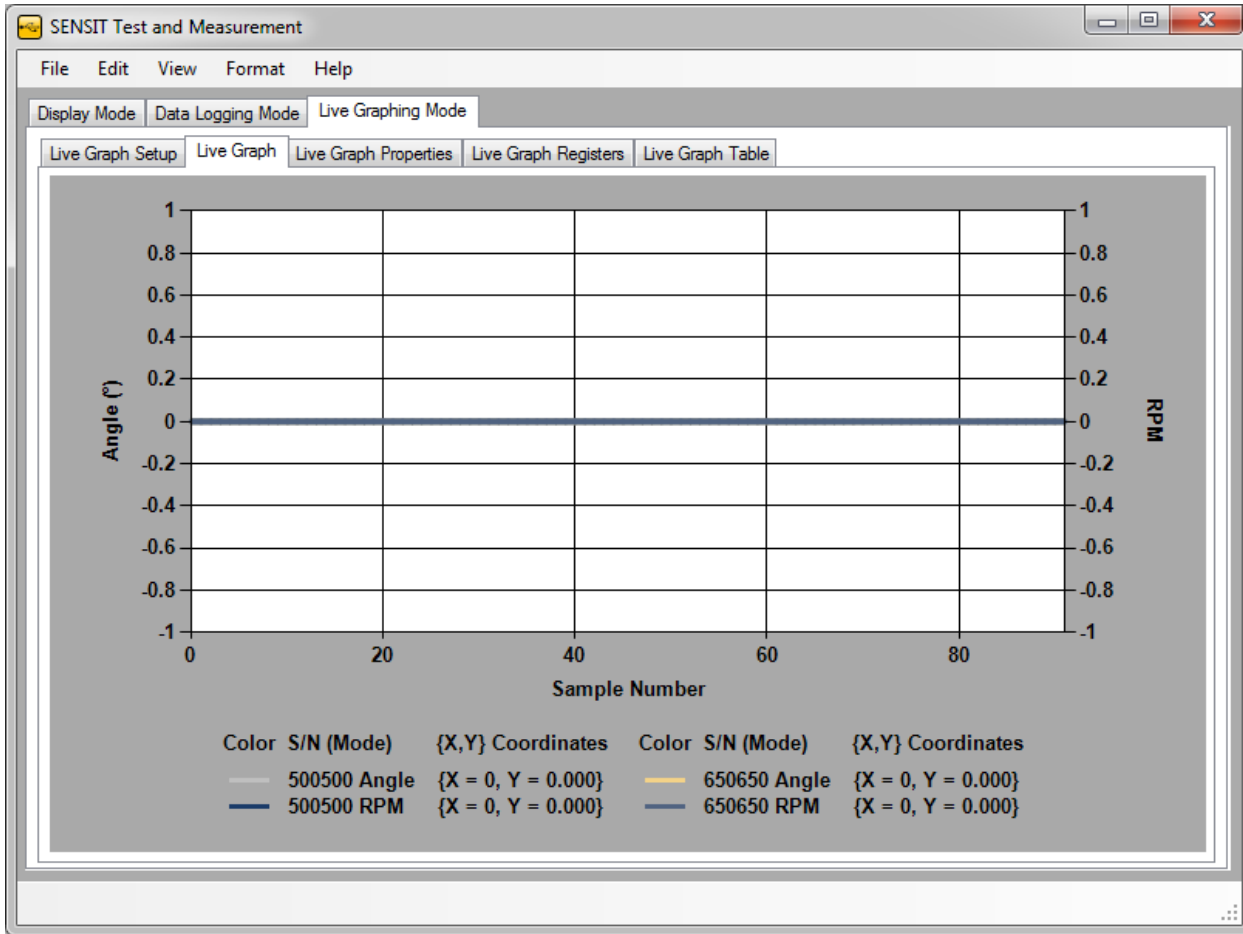 SENSIT Test and Measurement
File Edit View Format Help
Display Mode Data Logging Mode Live Graphing Mode
Live Graph Setup Live Graph Live Graph Properties Live Graph Registers Live Graph Table
1 1
0.8 0.8
0.6 0.6
0.4 0.4
0.2 0.2
Angle (°) 0 0 RPM
-0.2 -0.2
-0.4 -0.4
-0.6 -0.6
-0.8 -0.8
-1 -1
0 20 40 60 80
Sample Number
Color S/N (Mode) {X,Y} Coordinates Color S/N (Mode) {X,Y} Coordinates
500500 Angle {X = 0, Y = 0.000} 650650 Angle {X = 0, Y = 0.000}
500500 RPM {X = 0, Y = 0.000} 650650 RPM {X = 0, Y = 0.000}